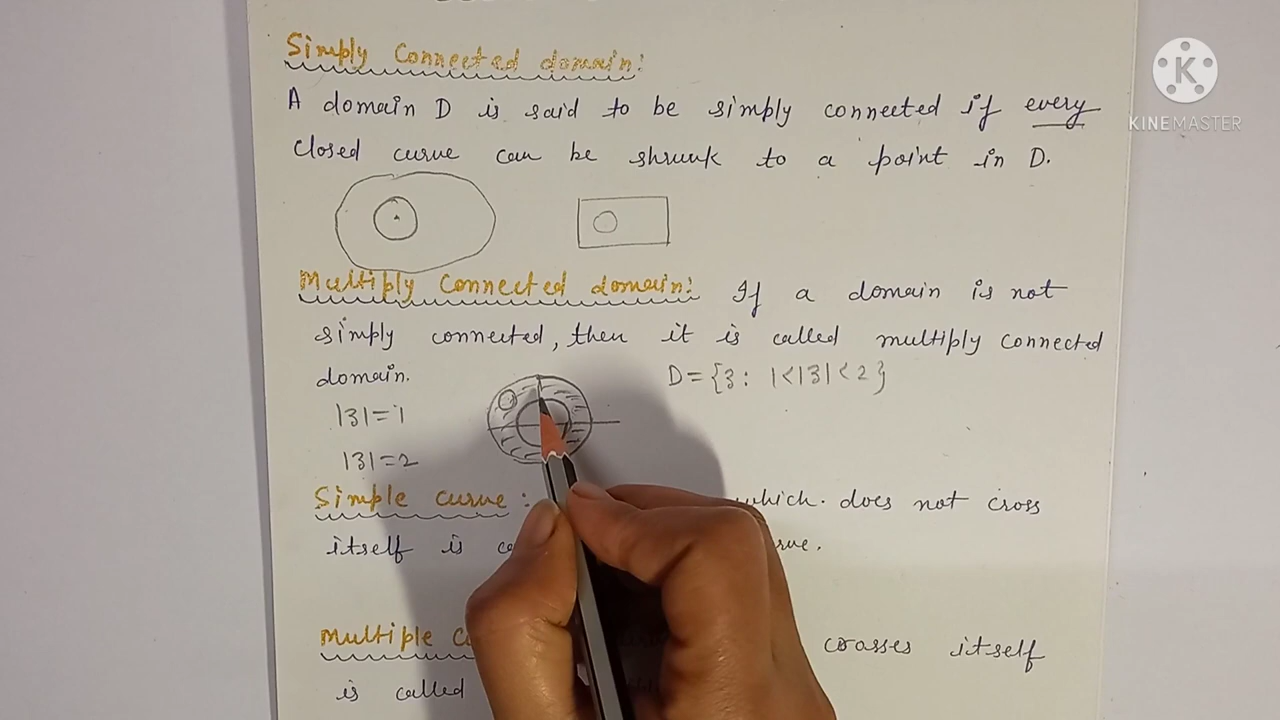 Simply Connected domain:
KINEMASTER
A domain D is said to be simply connected if every
closed curve can be shrunk to a point in D.
Multiply Connected domain: If a domain is not
simply connected, then it is called multiply connected
domain. D={z: 1<|z|<2}
|z|=1
|z|=2
Simple curve: which does not cross
itself is
Multiple crosses itself
is called